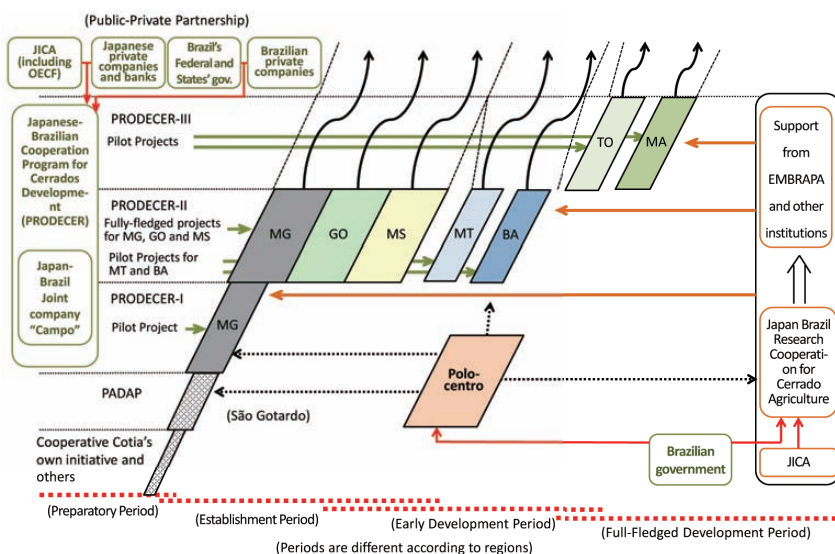 (Public-Private Partnership)
JICA
(including
OECF)
Japanese
private
companies
and banks
Brazil's
Federal and
States' gov.
Brazilian
private
companies
Japanese-
Brazilian
Cooperation
Program for
Cerrados
Developme-
nt
(PRODECER)
Japan-
Brazil
Joint
company
"Campo"
PRODECER-III
Pilot Projects
TO
MA
PRODECER-II
Fully-fledged projects
for MG, GO and MS
Pilot Projects for
MT and BA
MG
GO
MS
MT
BA
PRODECER-I
Pilot Project
MG
PADAP
(São Gotardo)
Cooperative Cotia's
own initiative and
others
Polo-
centro
Support
from
EMBRAPA
and other
institutions
Japan Brazil
Research
Cooperati-
on for
Cerrado
Agriculture
Brazilian
government
JICA
(Preparatory Period)
(Establishment Period)
(Early Development Period)
(Full-Fledged Development Period)
(Periods are different according to regions)